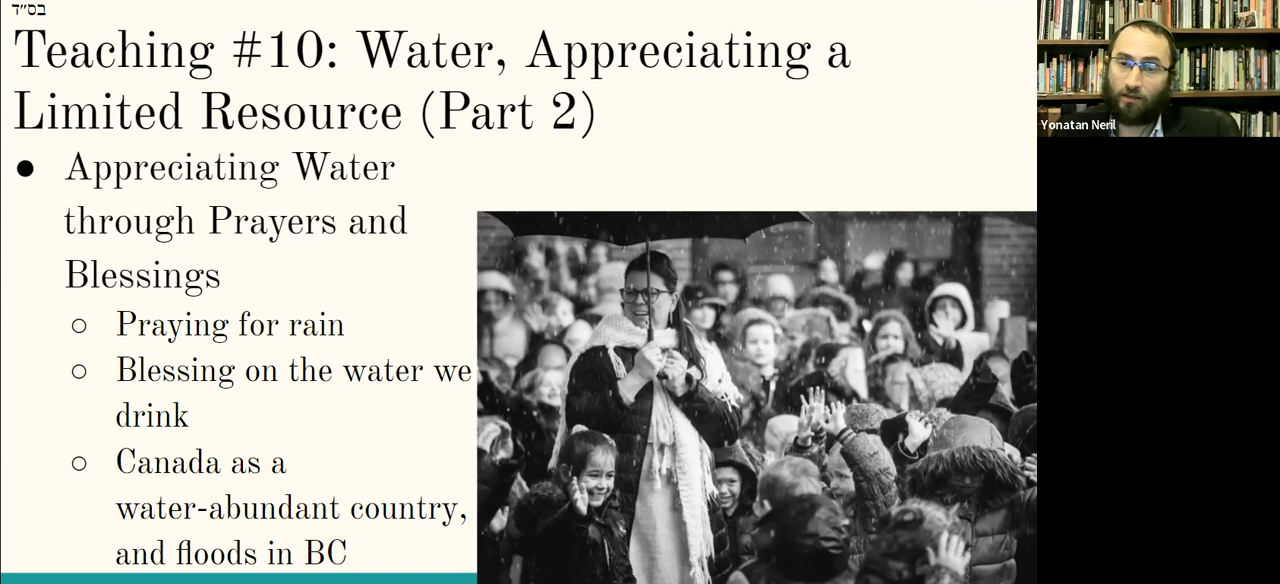 בס״ד
Teaching #10: Water, Appreciating a
Limited Resource (Part 2)
● Appreciating Water
through Prayers and
Blessings
○ Praying for rain
○ Blessing on the water we
drink
○ Canada as a
water-abundant country,
and floods in BC
Yonatan Neril